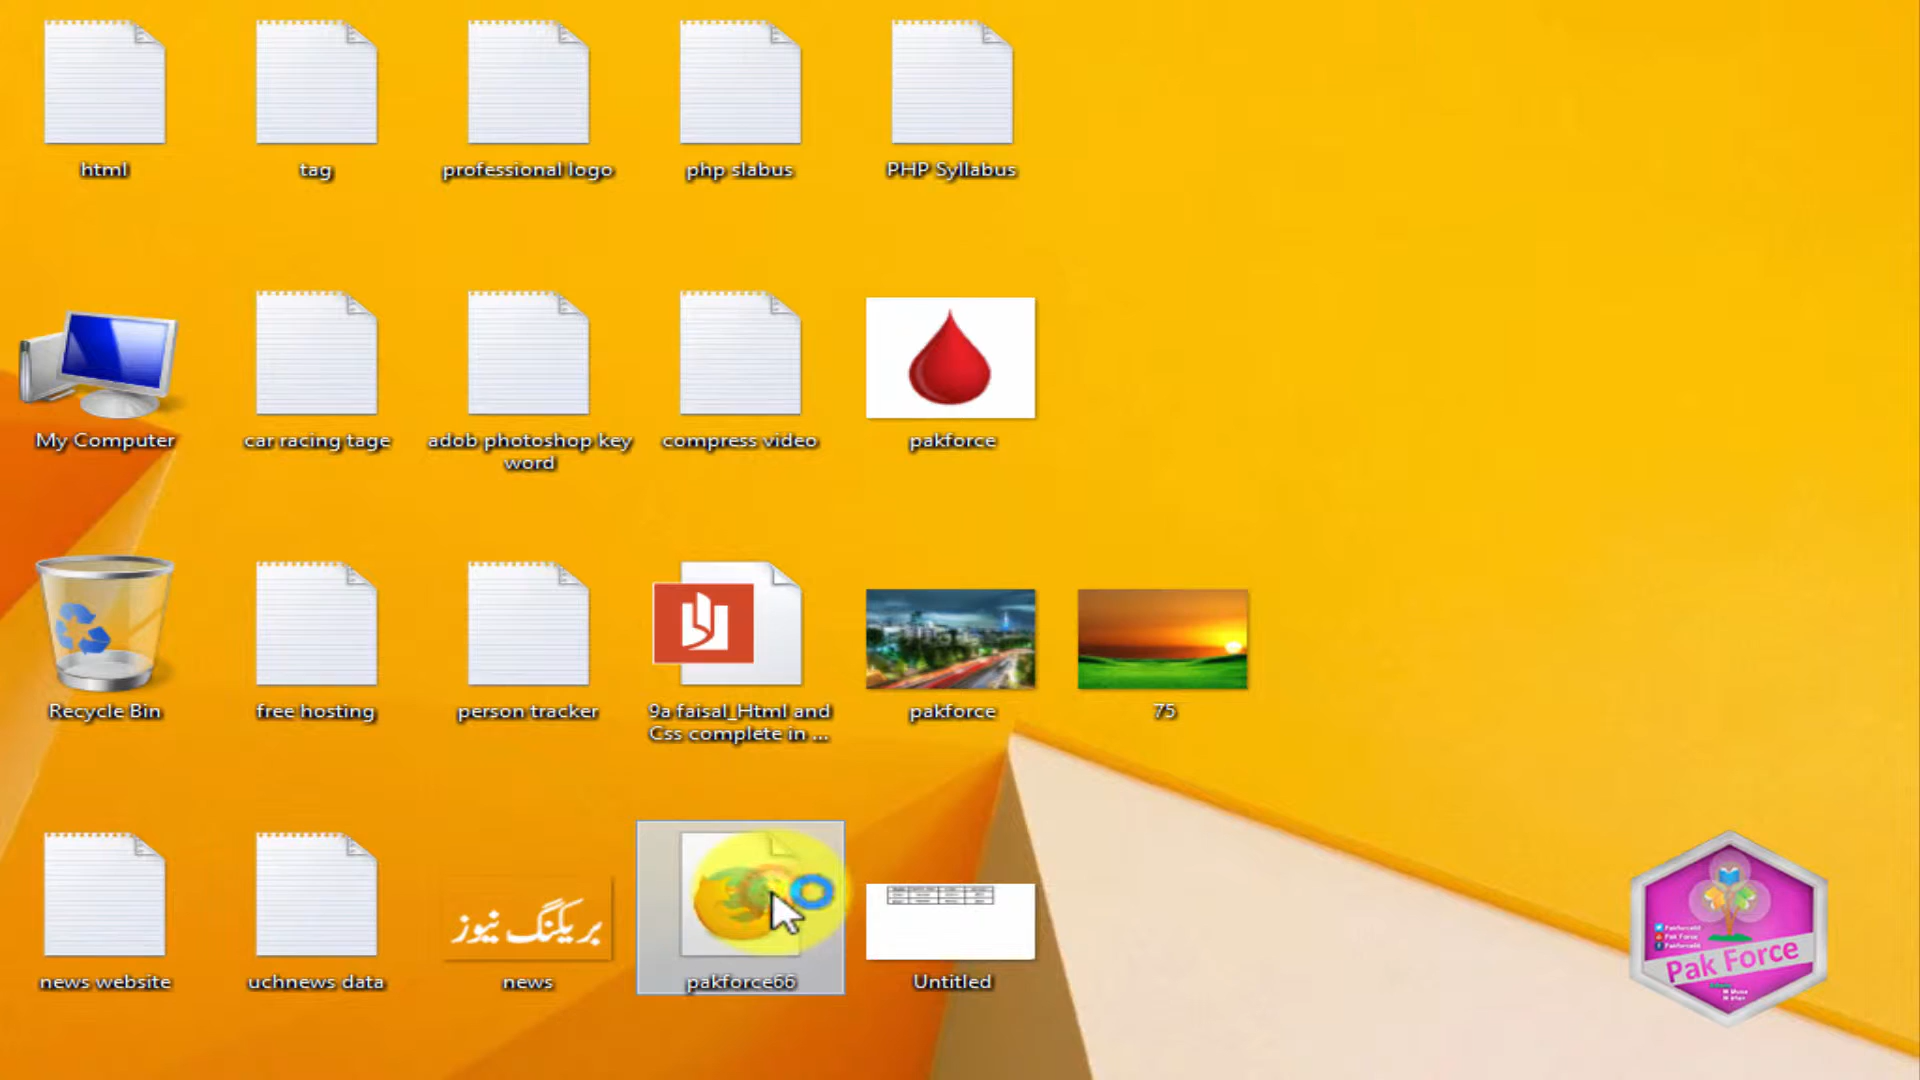 html
tag
professional logo
php slabus
PHP Syllabus
My Computer
car racing tage
adob photoshop key
word
compress video
pakforce
Recycle Bin
free hosting
person tracker
9a faisal_Html and
Css complete in ...
pakforce
75
news website
uchnews data
بریکنگ نیوز
news
pakforce66
Untitled
Pak Force